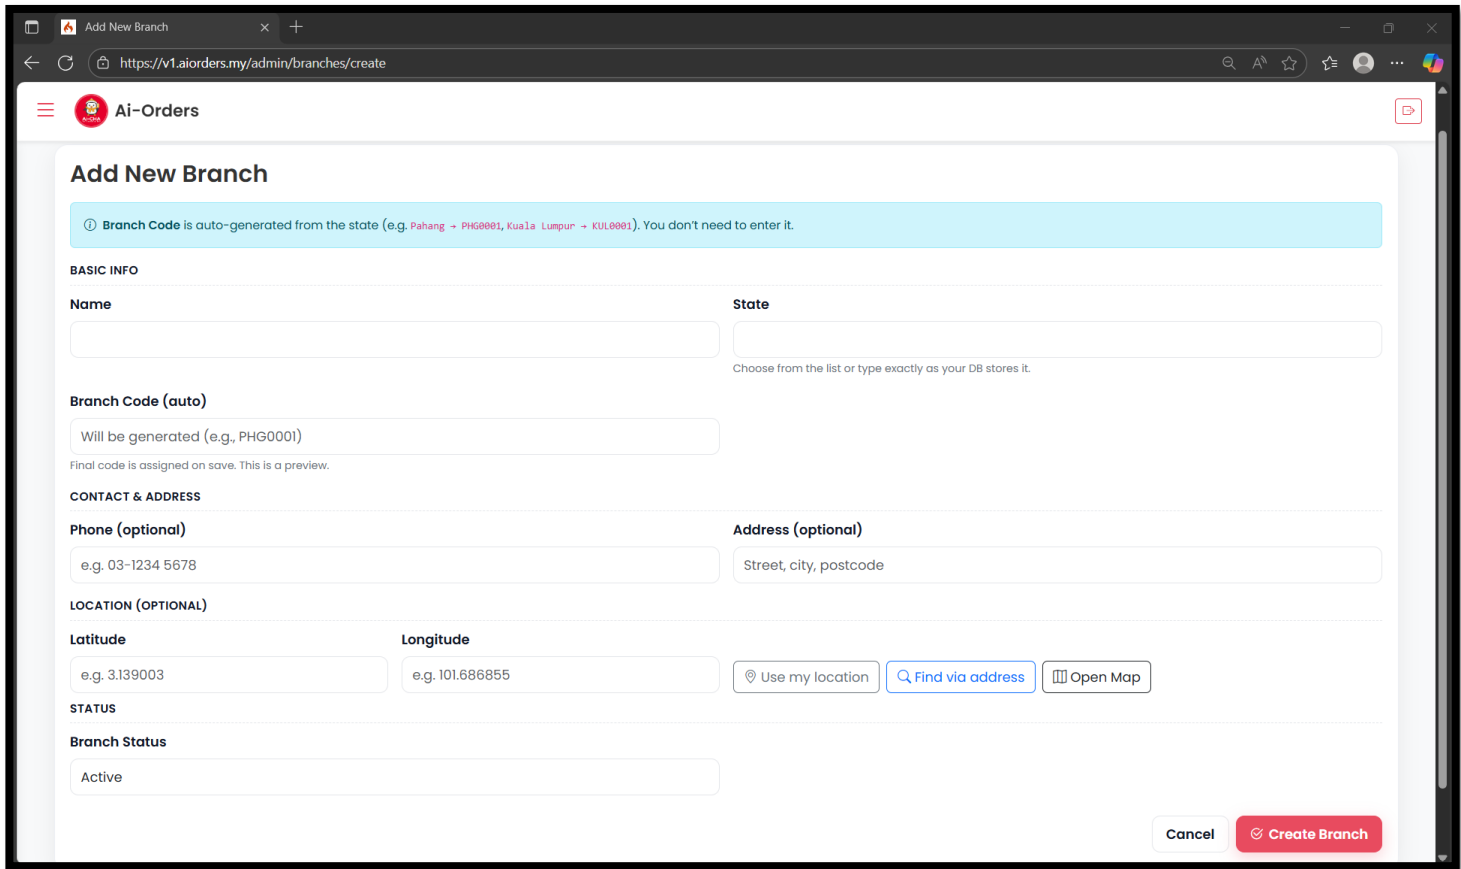 Add New Branch
https://v1.aiorders.my/admin/branches/create
Ai-Orders
Add New Branch
Branch Code is auto-generated from the state (e.g. Pahang → PHG0001, Kuala Lumpur → KUL0001). You don't need to enter it.
BASIC INFO
Name
State
Choose from the list or type exactly as your DB stores it.
Branch Code (auto)
Will be generated (e.g., PHG0001)
Final code is assigned on save. This is a preview.
CONTACT & ADDRESS
Phone (optional)
Address (optional)
e.g. 03-1234 5678
Street, city, postcode
LOCATION (OPTIONAL)
Latitude
Longitude
e.g. 3.139003
e.g. 101.686855
Use my location
Find via address
Open Map
STATUS
Branch Status
Active
Cancel
Create Branch